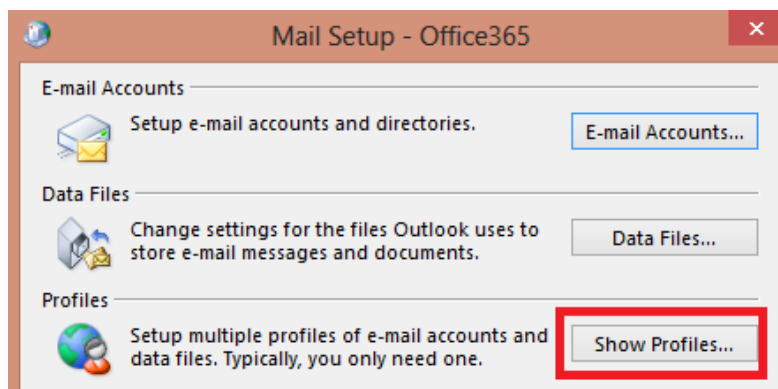 Mail Setup - Office365
E-mail Accounts
Setup e-mail accounts and directories.
E-mail Accounts...
Data Files
Change settings for the files Outlook uses to
store e-mail messages and documents.
Data Files...
Profiles
Setup multiple profiles of e-mail accounts and
data files. Typically, you only need one.
Show Profiles...